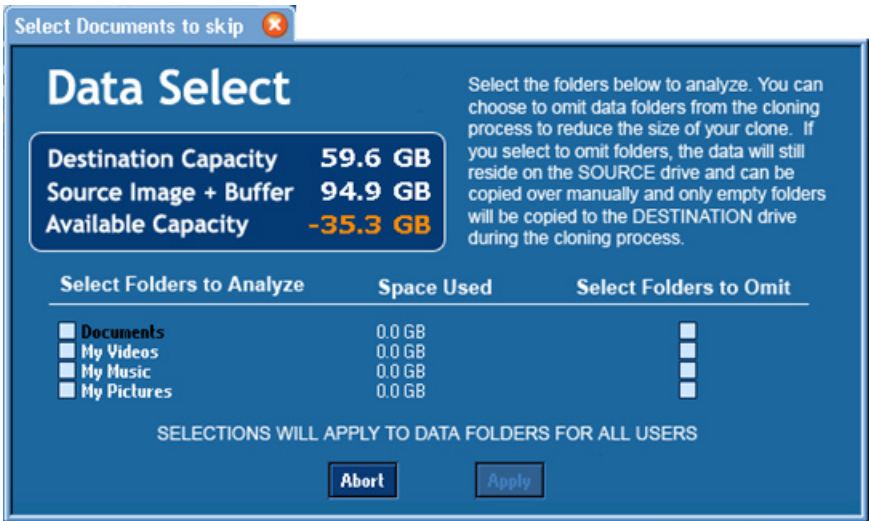 Select Documents to skip
Data Select
Select the folders below to analyze. You can
choose to omit data folders from the cloning
process to reduce the size of your clone. If
you select to omit folders, the data will still
reside on the SOURCE drive and can be
copied over manually and only empty folders
will be copied to the DESTINATION drive
during the cloning process.
Destination Capacity 59.6 GB
Source Image + Buffer 94.9 GB
Available Capacity -35.3 GB
Select Folders to Analyze Space Used Select Folders to Omit
Documents 0.0 GB
My Videos 0.0 GB
My Music 0.0 GB
My Pictures 0.0 GB
SELECTIONS WILL APPLY TO DATA FOLDERS FOR ALL USERS
Abort Apply